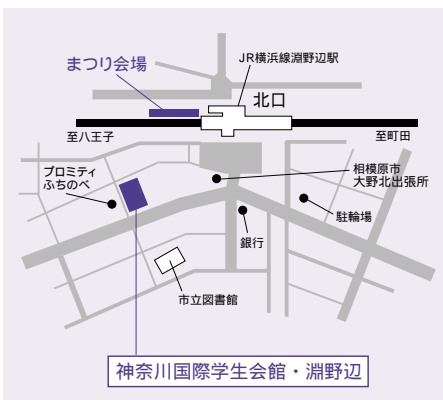 JR横浜線淵野辺駅
まつり会場
北口
至八王子
至町田
プロミティ
ふちのべ
相模原市
大野北出張所
駐輪場
銀行
市立図書館
神奈川国際学生会館・淵野辺